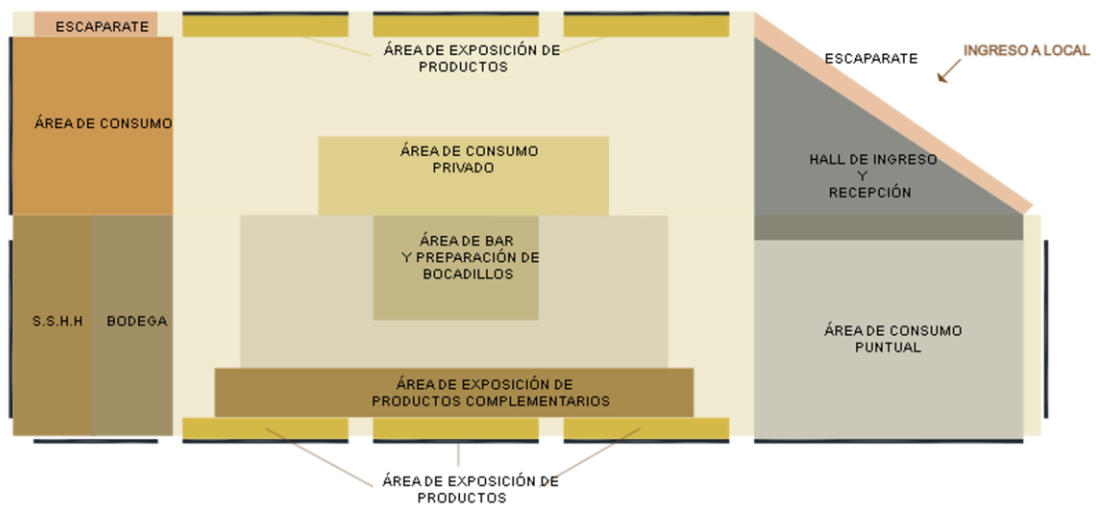 ESCAPARATE
ÁREA DE EXPOSICIÓN DE
PRODUCTOS
ESCAPARATE
INGRESO A LOCAL
ÁREA DE CONSUMO
ÁREA DE CONSUMO
PRIVADO
HALL DE INGRESO
Y
RECEPCIÓN
ÁREA DE BAR
Y PREPARACIÓN DE
BOCADILLOS
S.S.H.H
BODEGA
ÁREA DE CONSUMO
PUNTUAL
ÁREA DE EXPOSICIÓN DE
PRODUCTOS COMPLEMENTARIOS
ÁREA DE EXPOSICIÓN DE
PRODUCTOS